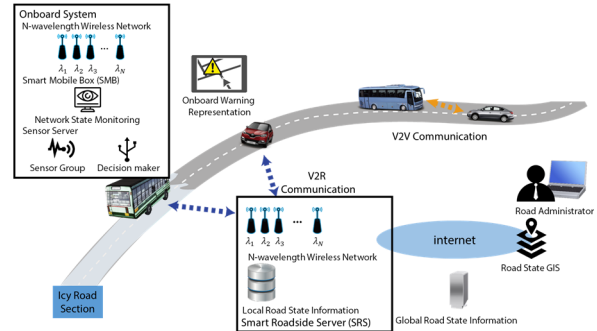 Onboard System
N-wavelength Wireless Network
λ1 λ2 λ3 ... λN
Smart Mobile Box (SMB)
Network State Monitoring
Sensor Server
Sensor Group
Decision maker
Onboard Warning
Representation
V2V Communication
V2R
Communication
λ1 λ2 λ3 ... λN
N-wavelength Wireless Network
Local Road State Information
Smart Roadside Server (SRS)
internet
Road Administrator
Road State GIS
Global Road State Information
Icy Road
Section